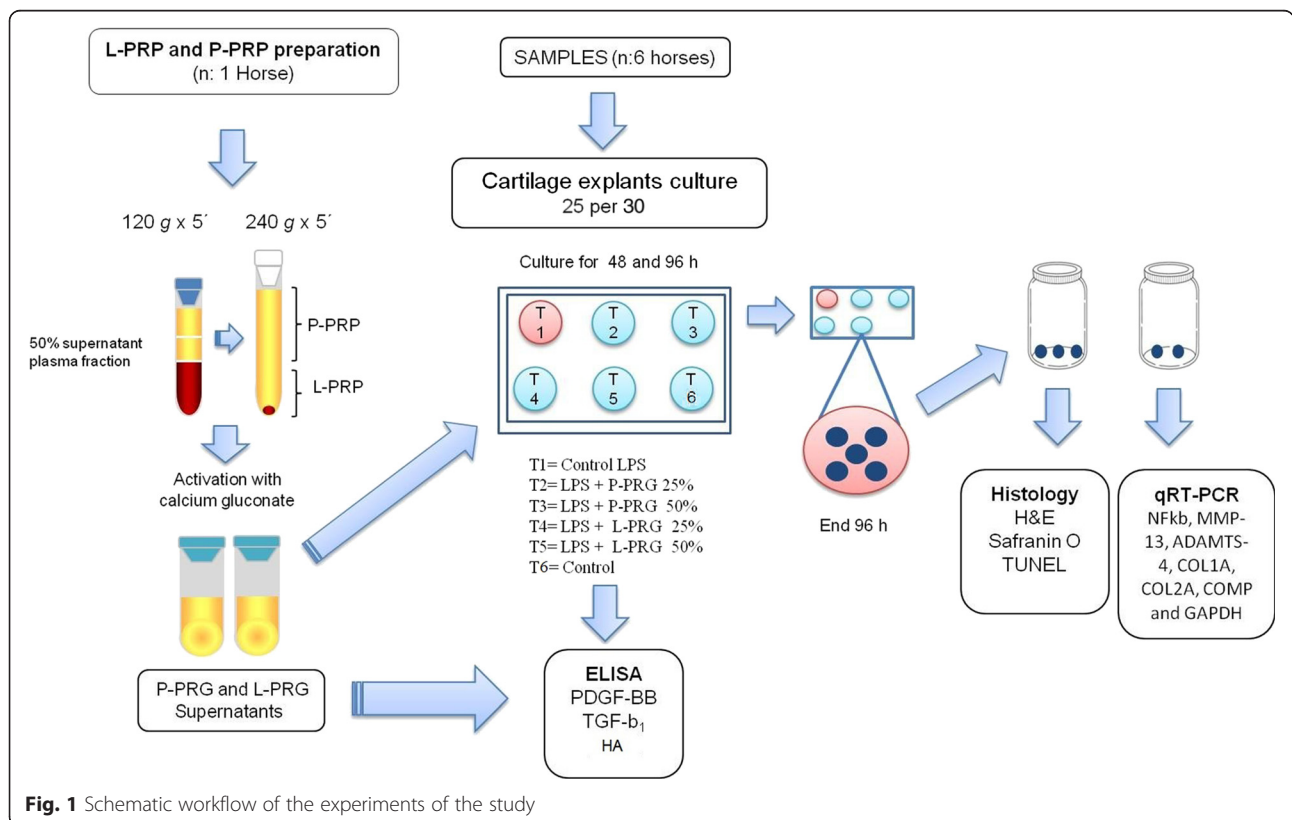 L-PRP and P-PRP preparation
(n: 1 Horse)
SAMPLES (n:6 horses)
Cartilage explants culture
25 per 30
120 g x 5´
240 g x 5´
50% supernatant
plasma fraction
P-PRP
L-PRP
Activation with
calcium gluconate
P-PRG and L-PRG
Supernatants
Culture for 48 and 96 h
T
1
T
2
T
3
T
4
T
5
T
6
T1= Control LPS
T2= LPS + P-PRG 25%
T3= LPS + P-PRG 50%
T4= LPS + L-PRG 25%
T5= LPS + L-PRG 50%
T6= Control
ELISA
PDGF-BB
TGF-b₁
HA
End 96 h
Histology
H&E
Safranin O
TUNEL
qRT-PCR
NFkb, MMP-
13, ADAMTS-
4, COL1A,
COL2A, COMP
and GAPDH
Fig. 1 Schematic workflow of the experiments of the study